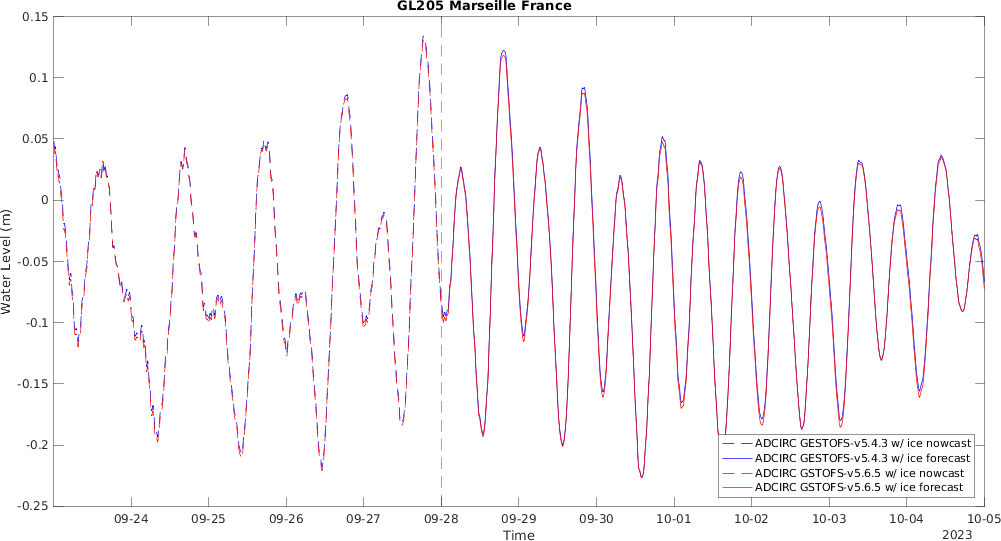 GL205 Marseille France
0.15
0.1
0.05
0
-0.05
-0.1
-0.15
-0.2
-0.25
Water Level (m)
ADCIRC GESTOFS-v5.4.3 w/ ice nowcast
ADCIRC GESTOFS-v5.4.3 w/ ice forecast
ADCIRC GSTOFS-v5.6.5 w/ ice nowcast
ADCIRC GSTOFS-v5.6.5 w/ ice forecast
09-24 09-25 09-26 09-27 09-28 09-29 09-30 10-01 10-02 10-03 10-04 10-05
Time
2023